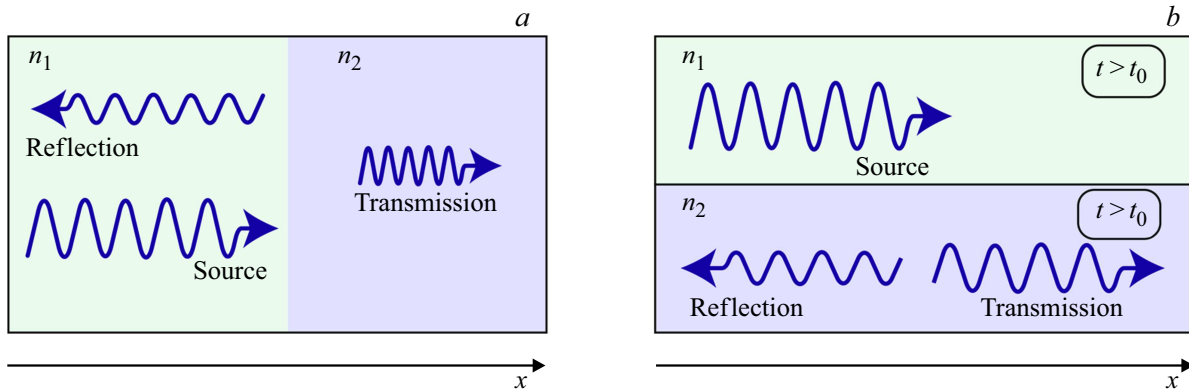 a
n1
n2
Reflection
Transmission
Source
x
b
n1
t > t0
Source
n2
t > t0
Reflection
Transmission
x